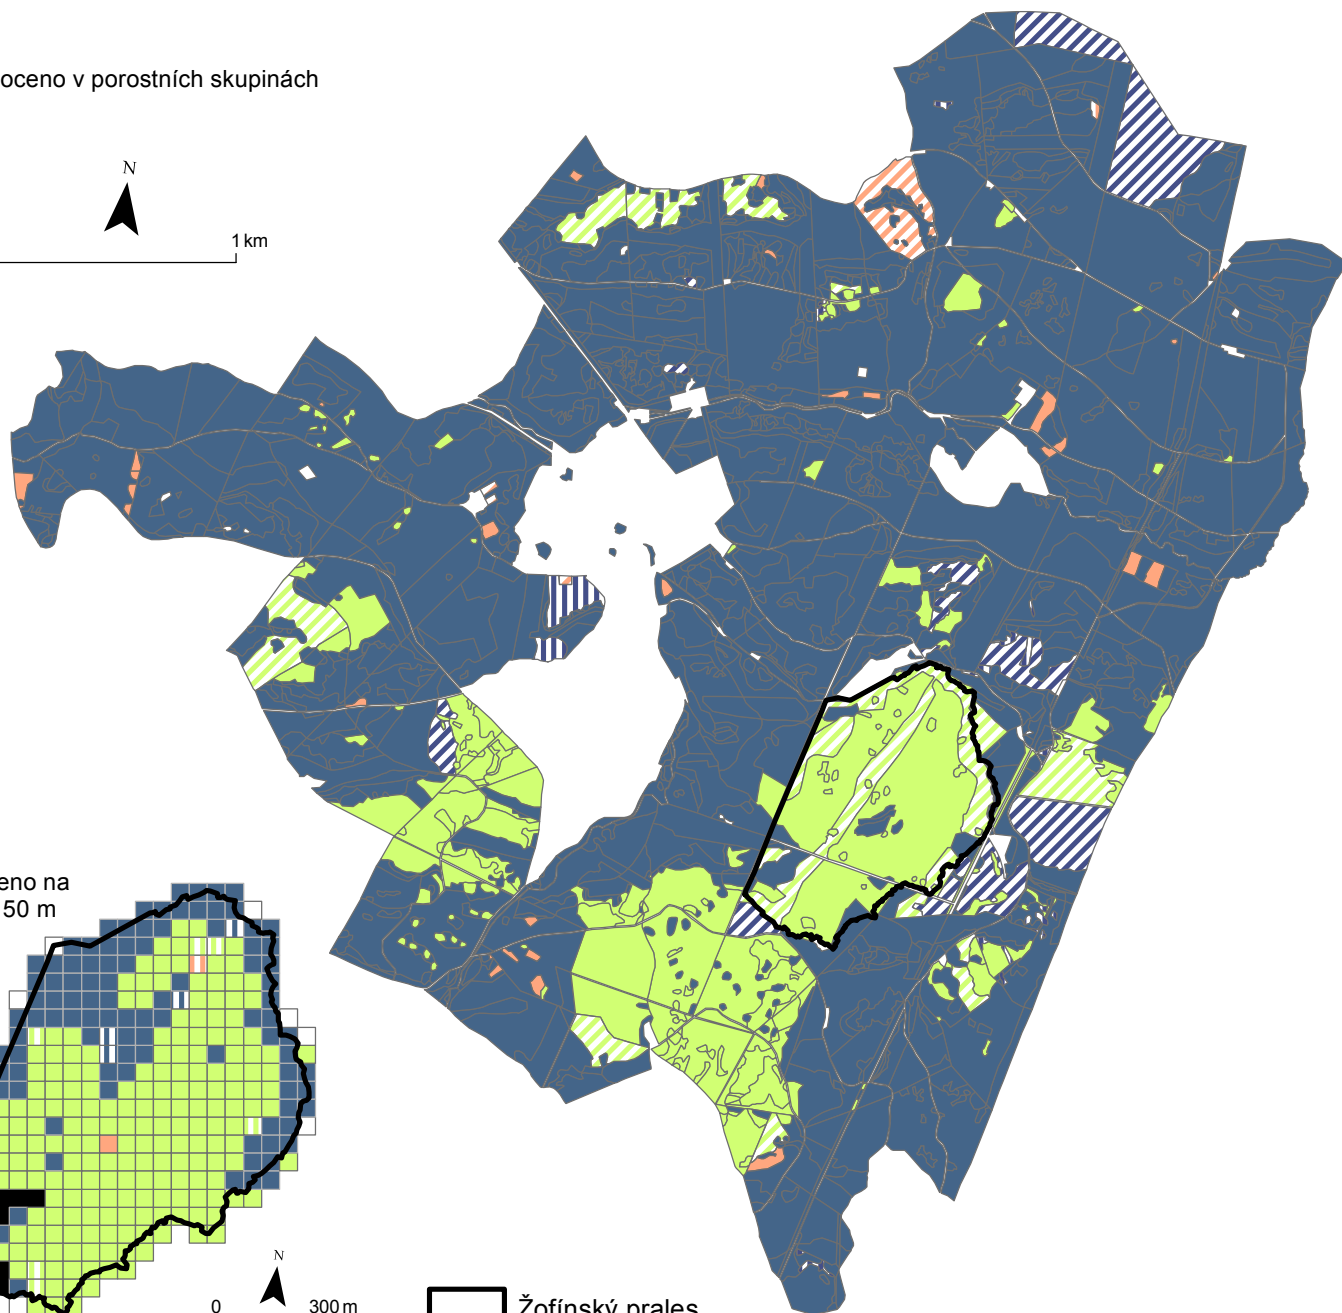 oceno v porostních skupinách
N
1 km
eno na
50 m
N
0 300 m
Žofínský prales